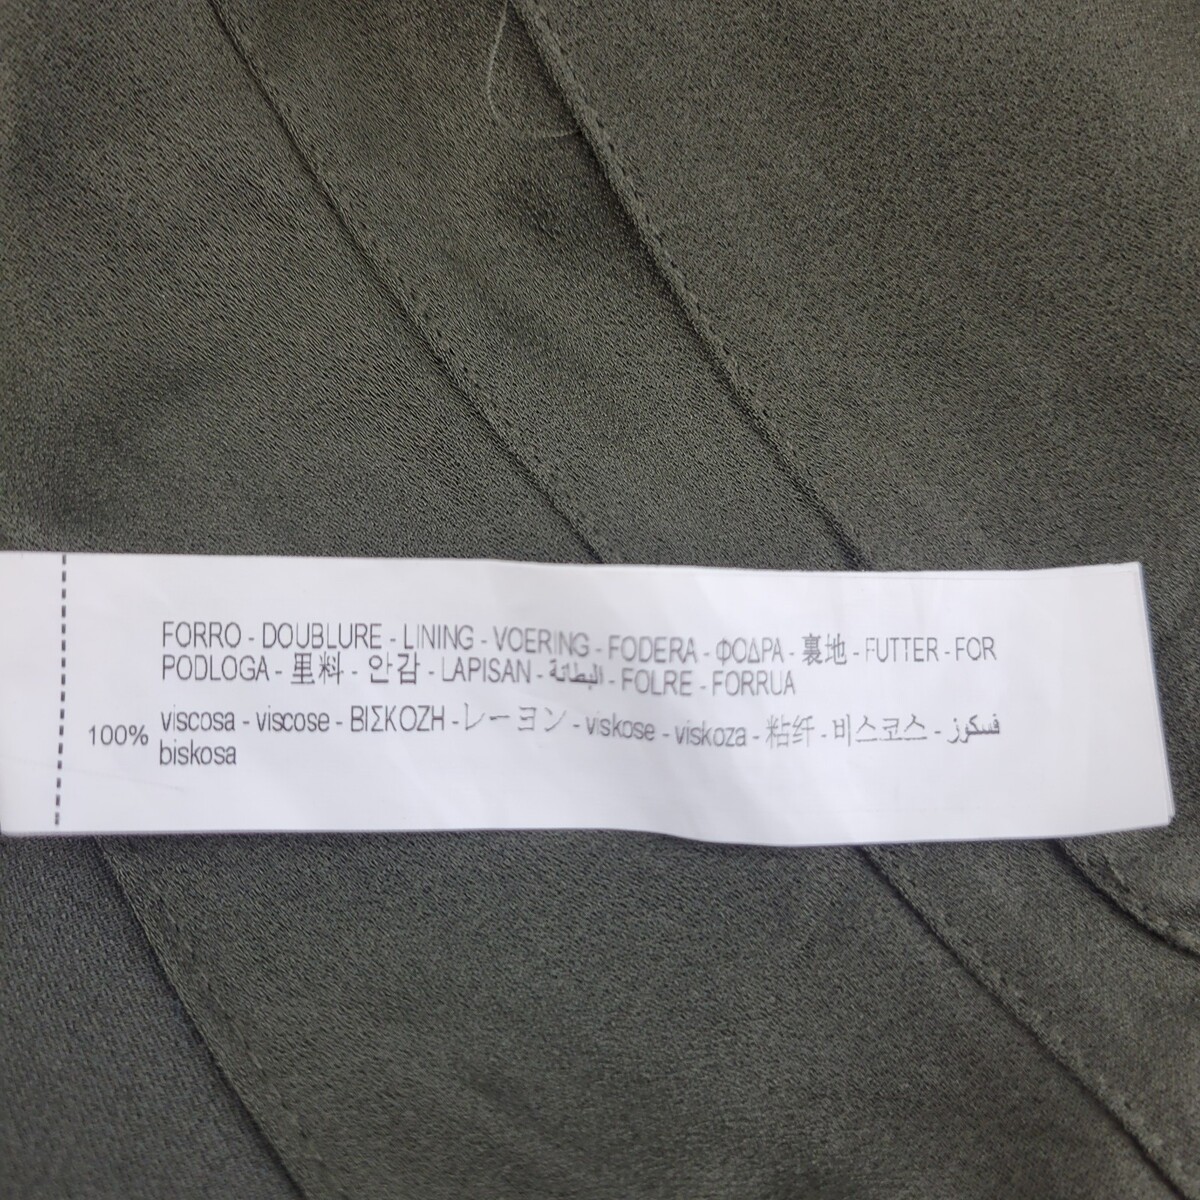 FORRO - DOUBLURE - LINING - VOERING - FODERA - ΦΟΔΡΑ - 裏地 - FUTTER - FOR
PODLOGA - 里料 - 안감 - LAPISAN - البطانة - FOLRE - FORRUA
100% viscosa - viscose - ΒΙΣΚΟΖΗ - レーヨン - viskose - viskoza - 粘纤 - 비스코스 - فسكوز
biskosa